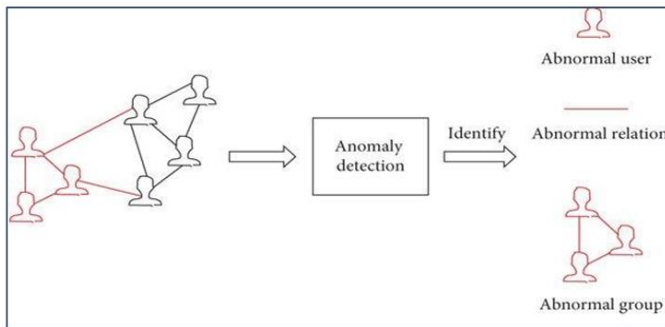 Abnormal user
Anomaly
detection
Identify
Abnormal relation
Abnormal group